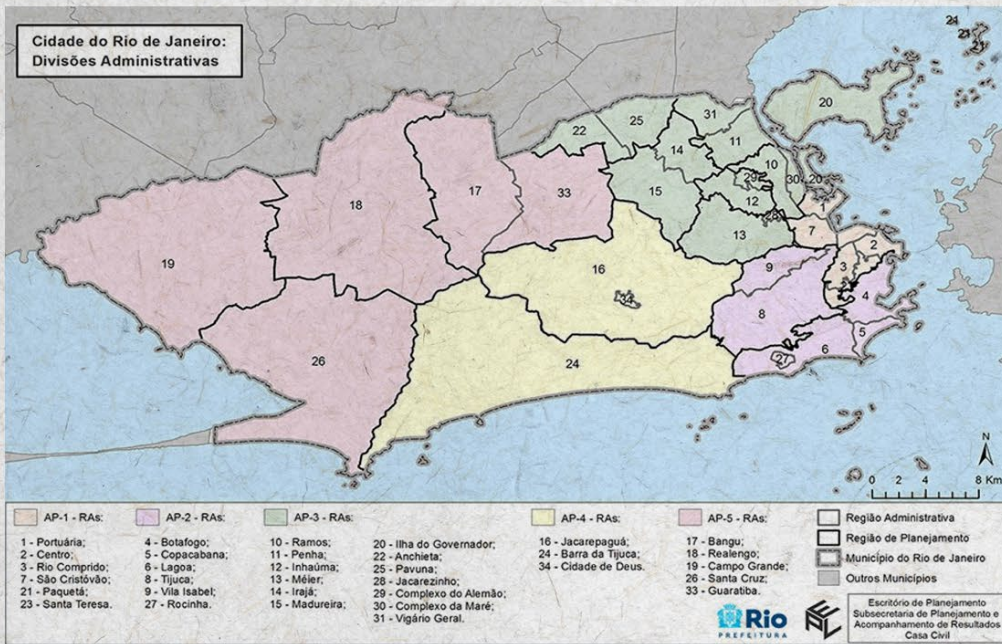 Cidade do Rio de Janeiro:
Divisões Administrativas
21
21
21
20
31
25
22
11
14
10
29
30
20
17
33
15
12
1
18
28
7
13
2
19
16
9
3
34
4
8
5
26
24
27
6
N
0 2 4 8 Km
AP-1 - RAs:
1 - Portuária;
2 - Centro;
3 - Rio Comprido;
7 - São Cristóvão;
21 - Paquetá;
23 - Santa Teresa.
AP-2 - RAs:
4 - Botafogo;
5 - Copacabana;
6 - Lagoa;
8 - Tijuca;
9 - Vila Isabel;
27 - Rocinha.
AP-3 - RAs:
10 - Ramos;
11 - Penha;
12 - Inhaúma;
13 - Méier;
14 - Irajá;
15 - Madureira;
20 - Ilha do Governador;
22 - Anchieta;
25 - Pavuna;
28 - Jacarezinho;
29 - Complexo do Alemão;
30 - Complexo da Maré;
31 - Vigário Geral.
AP-4 - RAs:
16 - Jacarepaguá;
24 - Barra da Tijuca;
34 - Cidade de Deus.
AP-5 - RAs:
17 - Bangu;
18 - Realengo;
19 - Campo Grande;
26 - Santa Cruz;
33 - Guaratiba.
Região Administrativa
Região de Planejamento
Município do Rio de Janeiro
Outros Municípios
Rio
PREFEITURA
Escritório de Planejamento
Subsecretaria de Planejamento e
Acompanhamento de Resultados
Casa Civil